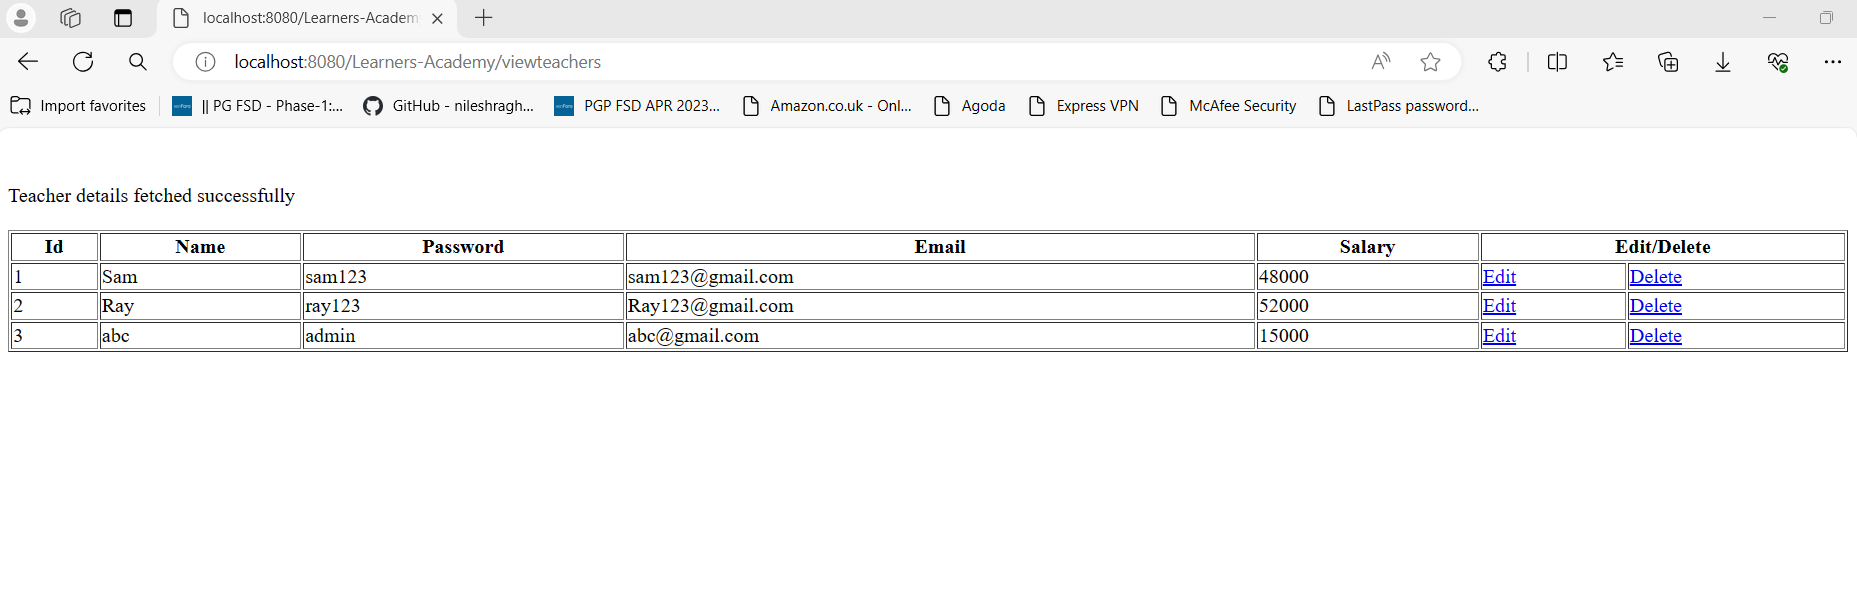 localhost:8080/Learners-Academ
localhost:8080/Learners-Academy/viewteachers
Import favorites || PG FSD - Phase-1:... GitHub - nileshragh... PGP FSD APR 2023... Amazon.co.uk - Onl... Agoda Express VPN McAfee Security LastPass password...
Teacher details fetched successfully
Id Name Password Email Salary Edit/Delete
1 Sam sam123 sam123@gmail.com 48000 Edit Delete
2 Ray ray123 Ray123@gmail.com 52000 Edit Delete
3 abc admin abc@gmail.com 15000 Edit Delete